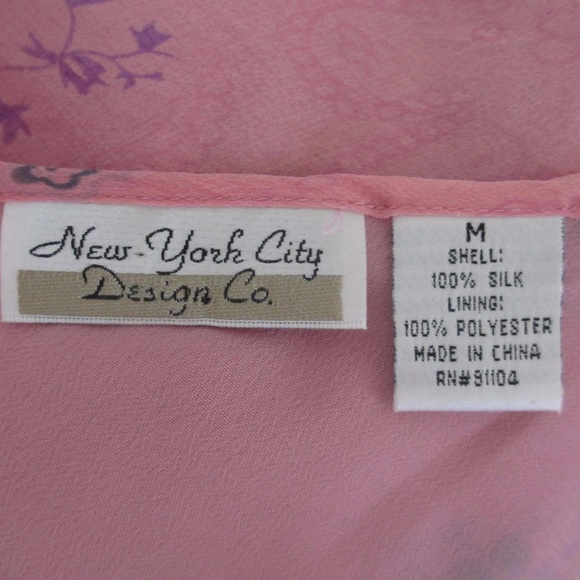 New-York City
Design Co.
M
SHELL:
100% SILK
LINING:
100% POLYESTER
MADE IN CHINA
RN#91104